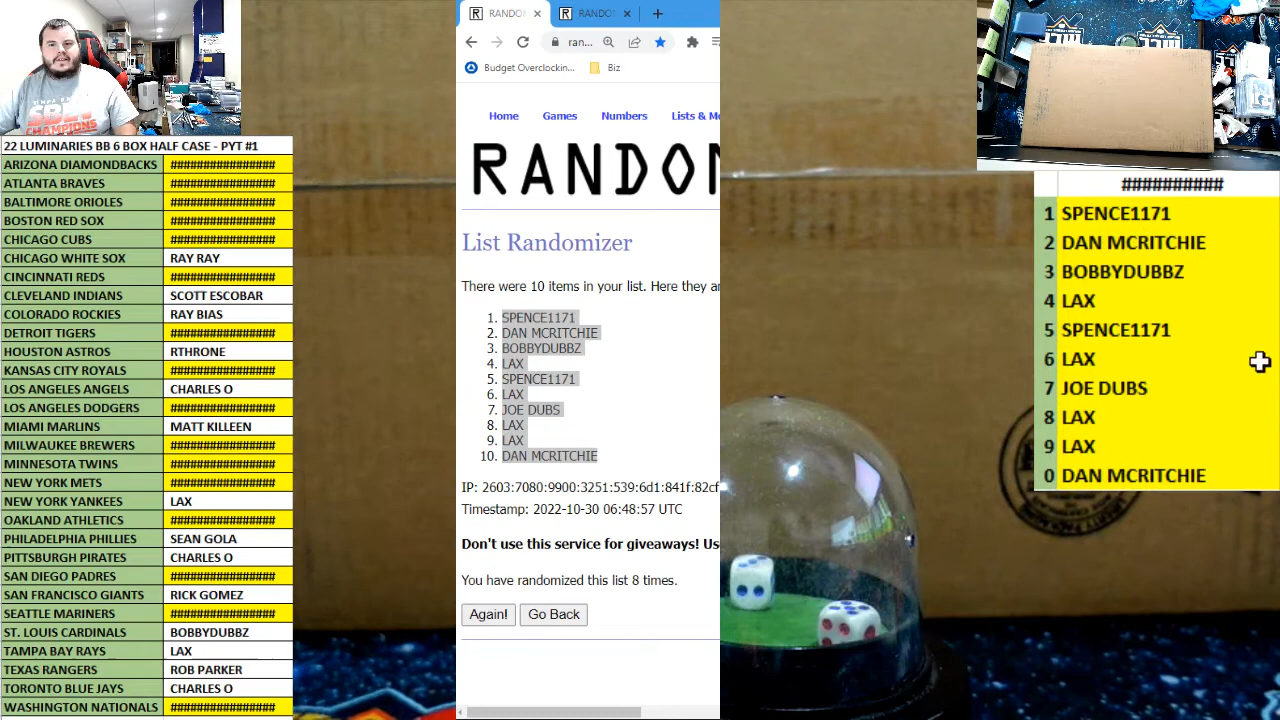 22 LUMINARIES BB 6 BOX HALF CASE - PYT #1
ARIZONA DIAMONDBACKS ################
ATLANTA BRAVES ################
BALTIMORE ORIOLES ################
BOSTON RED SOX ################
CHICAGO CUBS ################
CHICAGO WHITE SOX RAY RAY
CINCINNATI REDS ################
CLEVELAND INDIANS SCOTT ESCOBAR
COLORADO ROCKIES RAY BIAS
DETROIT TIGERS ################
HOUSTON ASTROS RTHRONE
KANSAS CITY ROYALS ################
LOS ANGELES ANGELS CHARLES O
LOS ANGELES DODGERS ################
MIAMI MARLINS MATT KILLEEN
MILWAUKEE BREWERS ################
MINNESOTA TWINS ################
NEW YORK METS ################
NEW YORK YANKEES LAX
OAKLAND ATHLETICS ################
PHILADELPHIA PHILLIES SEAN GOLA
PITTSBURGH PIRATES CHARLES O
SAN DIEGO PADRES ################
SAN FRANCISCO GIANTS RICK GOMEZ
SEATTLE MARINERS ################
ST. LOUIS CARDINALS BOBBYDUBBZ
TAMPA BAY RAYS LAX
TEXAS RANGERS ROB PARKER
TORONTO BLUE JAYS CHARLES O
WASHINGTON NATIONALS ################
RANDO
RANDO
ran...
Budget Overclockin...
Biz
Home Games Numbers Lists & Mo
RANDOM
List Randomizer
There were 10 items in your list. Here they ar
1. SPENCE1171
2. DAN MCRITCHIE
3. BOBBYDUBBZ
4. LAX
5. SPENCE1171
6. LAX
7. JOE DUBS
8. LAX
9. LAX
10. DAN MCRITCHIE
IP: 2603:7080:9900:3251:539:6d1:841f:82cf
Timestamp: 2022-10-30 06:48:57 UTC
Don't use this service for giveaways! Us
You have randomized this list 8 times.
Again! Go Back
##########
1 SPENCE1171
2 DAN MCRITCHIE
3 BOBBYDUBBZ
4 LAX
5 SPENCE1171
6 LAX
7 JOE DUBS
8 LAX
9 LAX
0 DAN MCRITCHIE